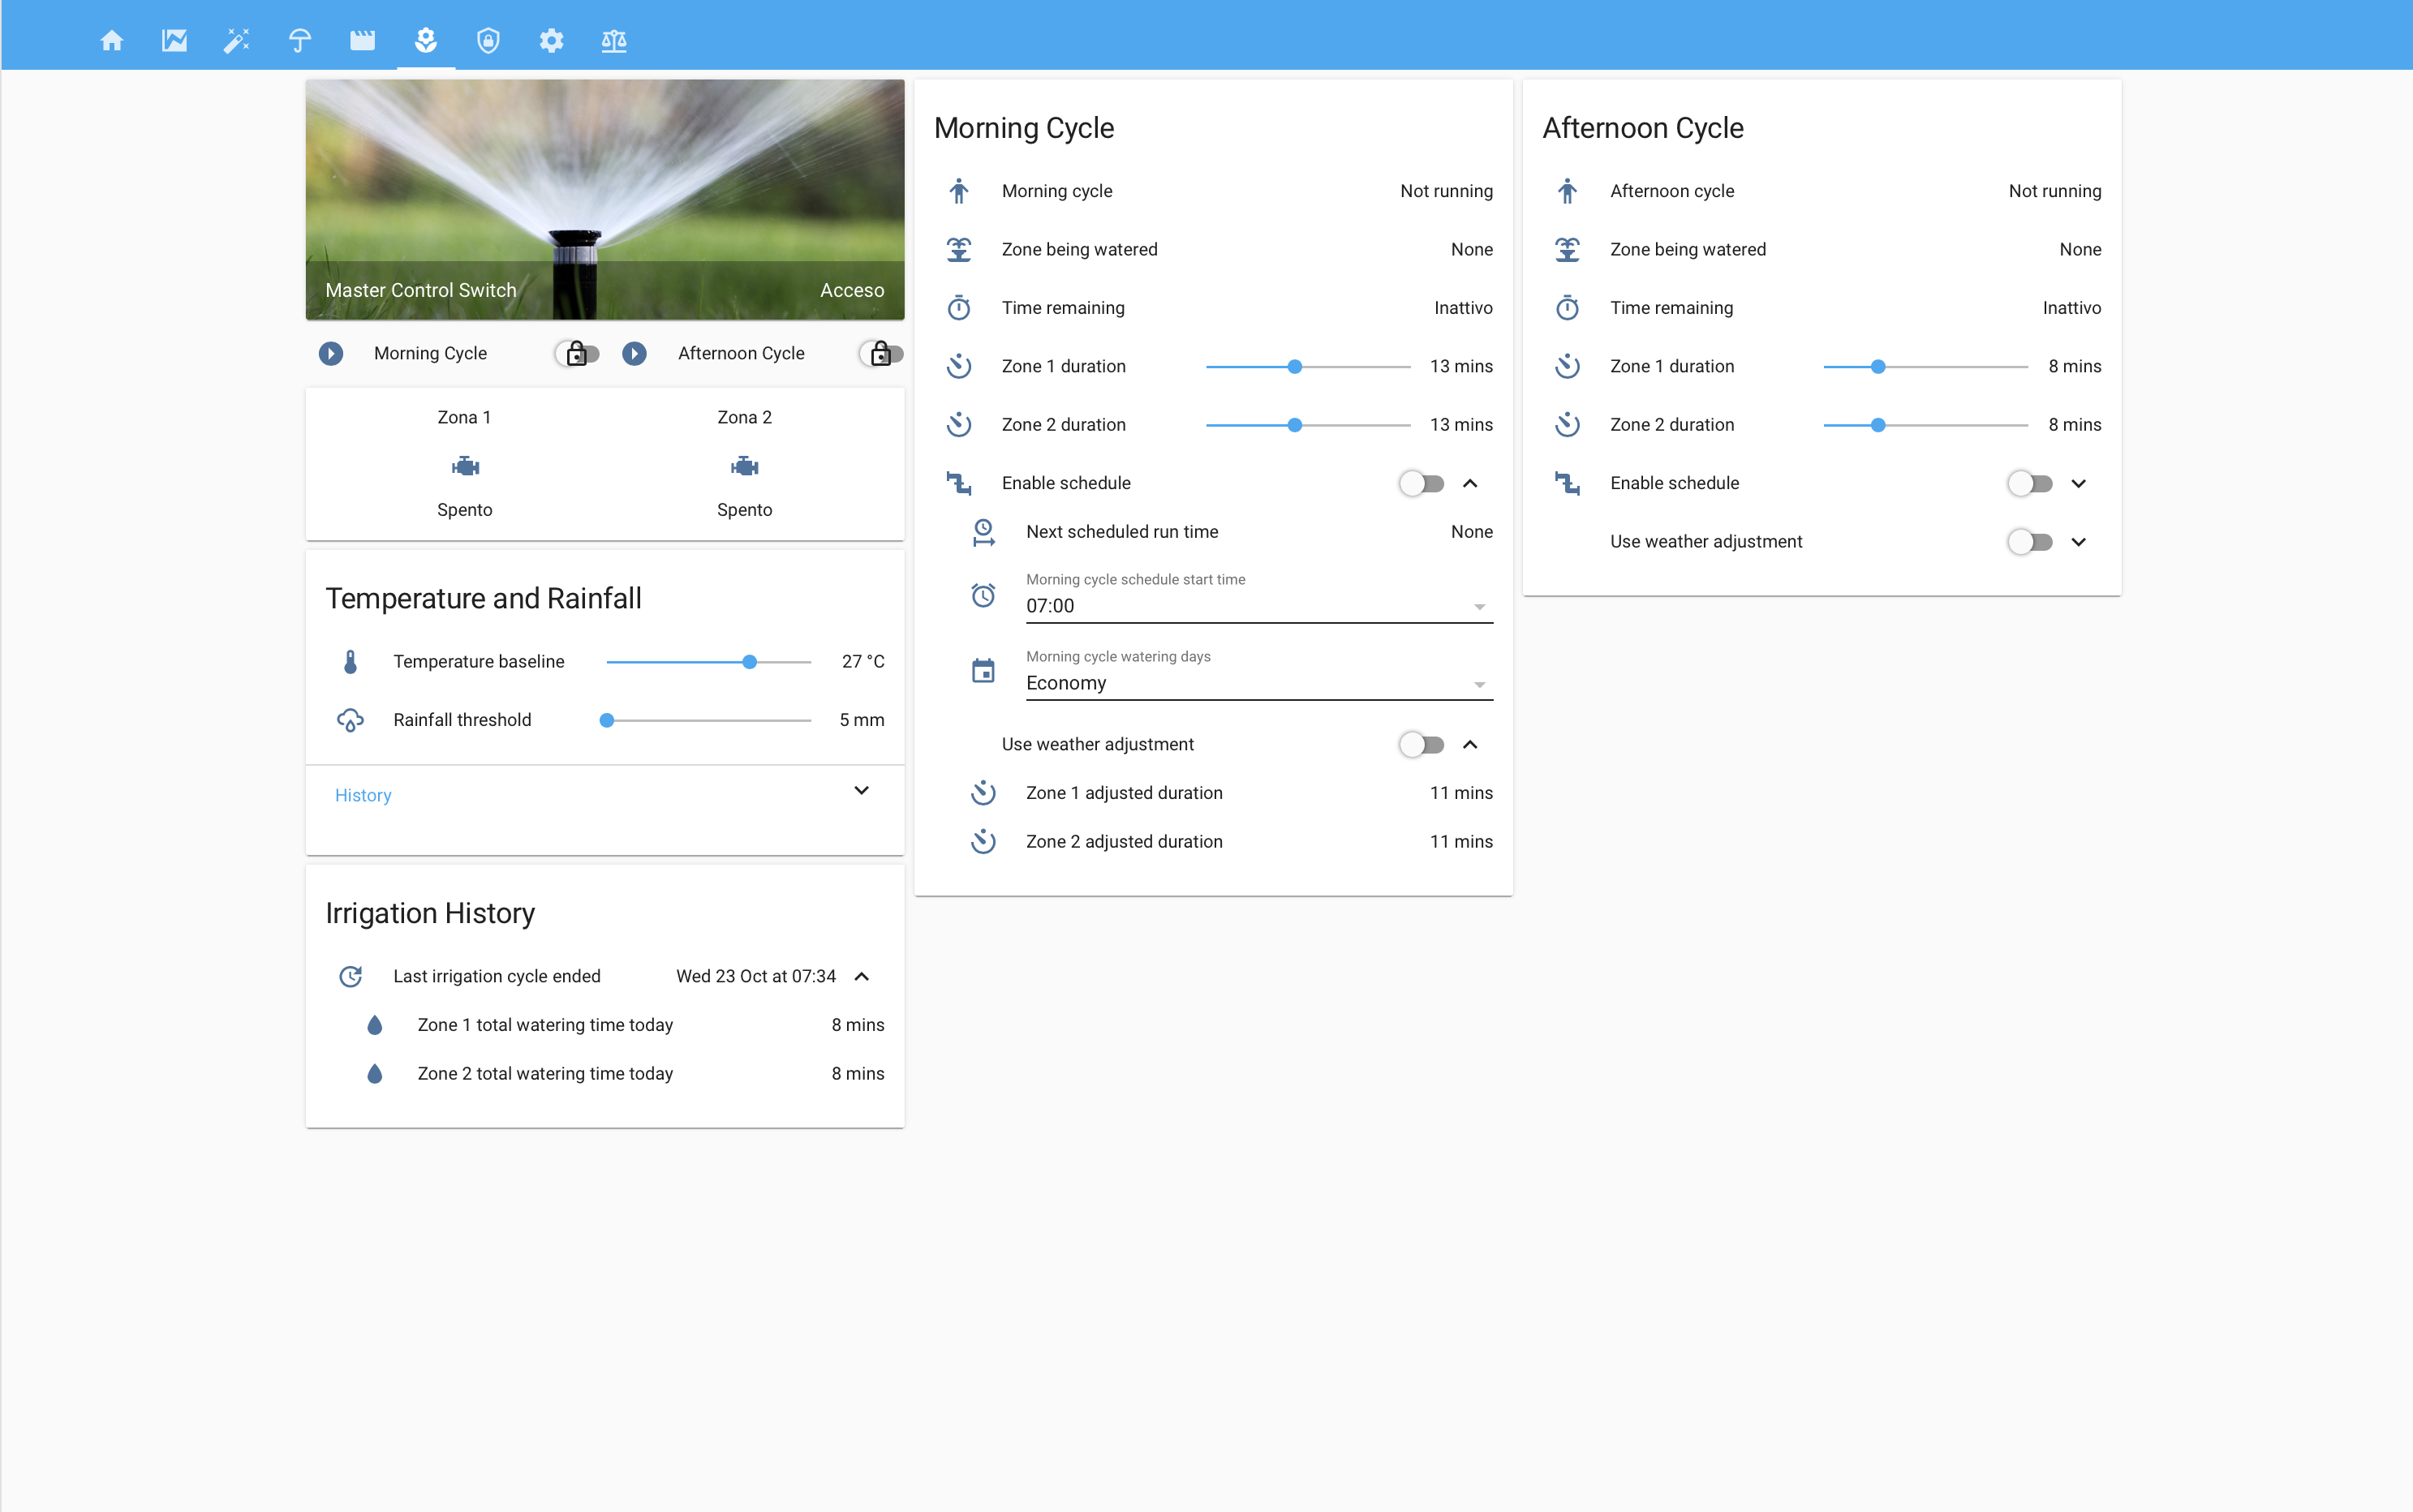 Master Control Switch Acceso
Morning Cycle Afternoon Cycle
Zona 1 Zona 2
Spento Spento
Temperature and Rainfall
Temperature baseline 27 °C
Rainfall threshold 5 mm
History
Irrigation History
Last irrigation cycle ended Wed 23 Oct at 07:34
Zone 1 total watering time today 8 mins
Zone 2 total watering time today 8 mins
Morning Cycle
Morning cycle Not running
Zone being watered None
Time remaining Inattivo
Zone 1 duration 13 mins
Zone 2 duration 13 mins
Enable schedule
Next scheduled run time None
Morning cycle schedule start time
07:00
Morning cycle watering days
Economy
Use weather adjustment
Zone 1 adjusted duration 11 mins
Zone 2 adjusted duration 11 mins
Afternoon Cycle
Afternoon cycle Not running
Zone being watered None
Time remaining Inattivo
Zone 1 duration 8 mins
Zone 2 duration 8 mins
Enable schedule
Use weather adjustment